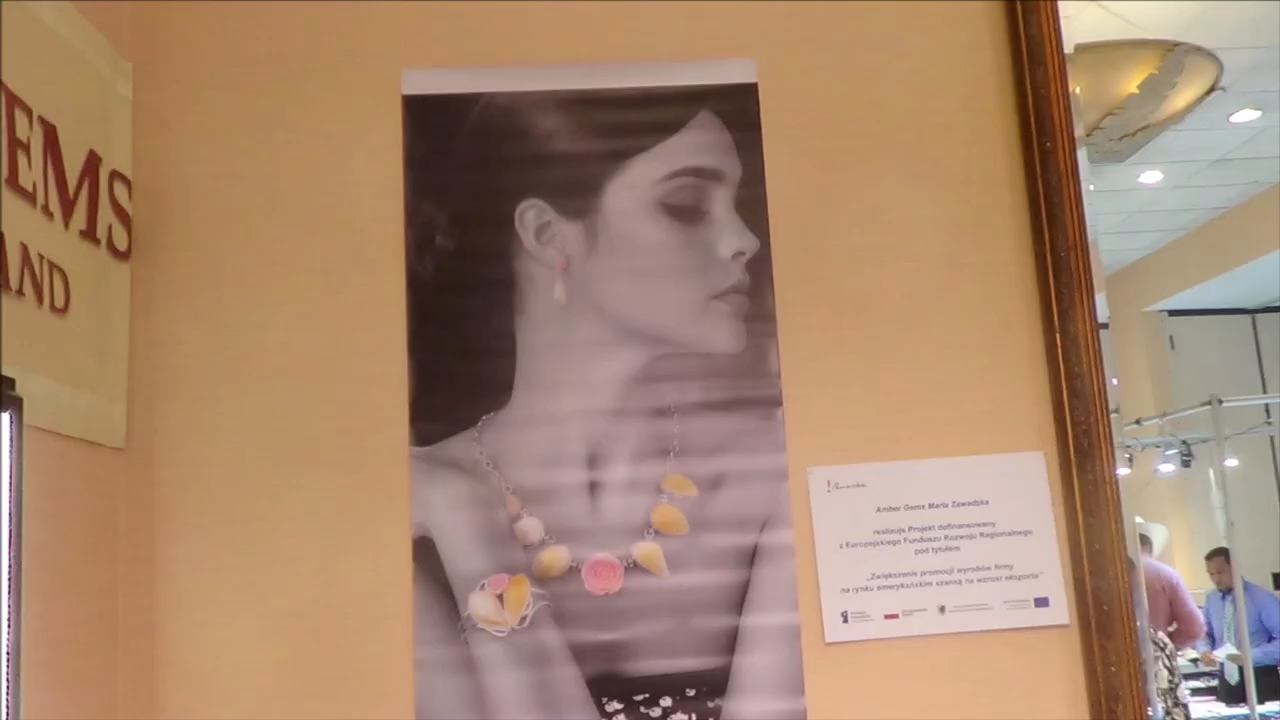 EMS
AND
Amber Gems Maria Zawadzka
realizuje Projekt dofinansowany
z Europejskiego Funduszu Rozwoju Regionalnego
pod tytułem
„Zwiększenie promocji wyrobów firmy
na rynku amerykańskim szansą na wzrost eksportu”